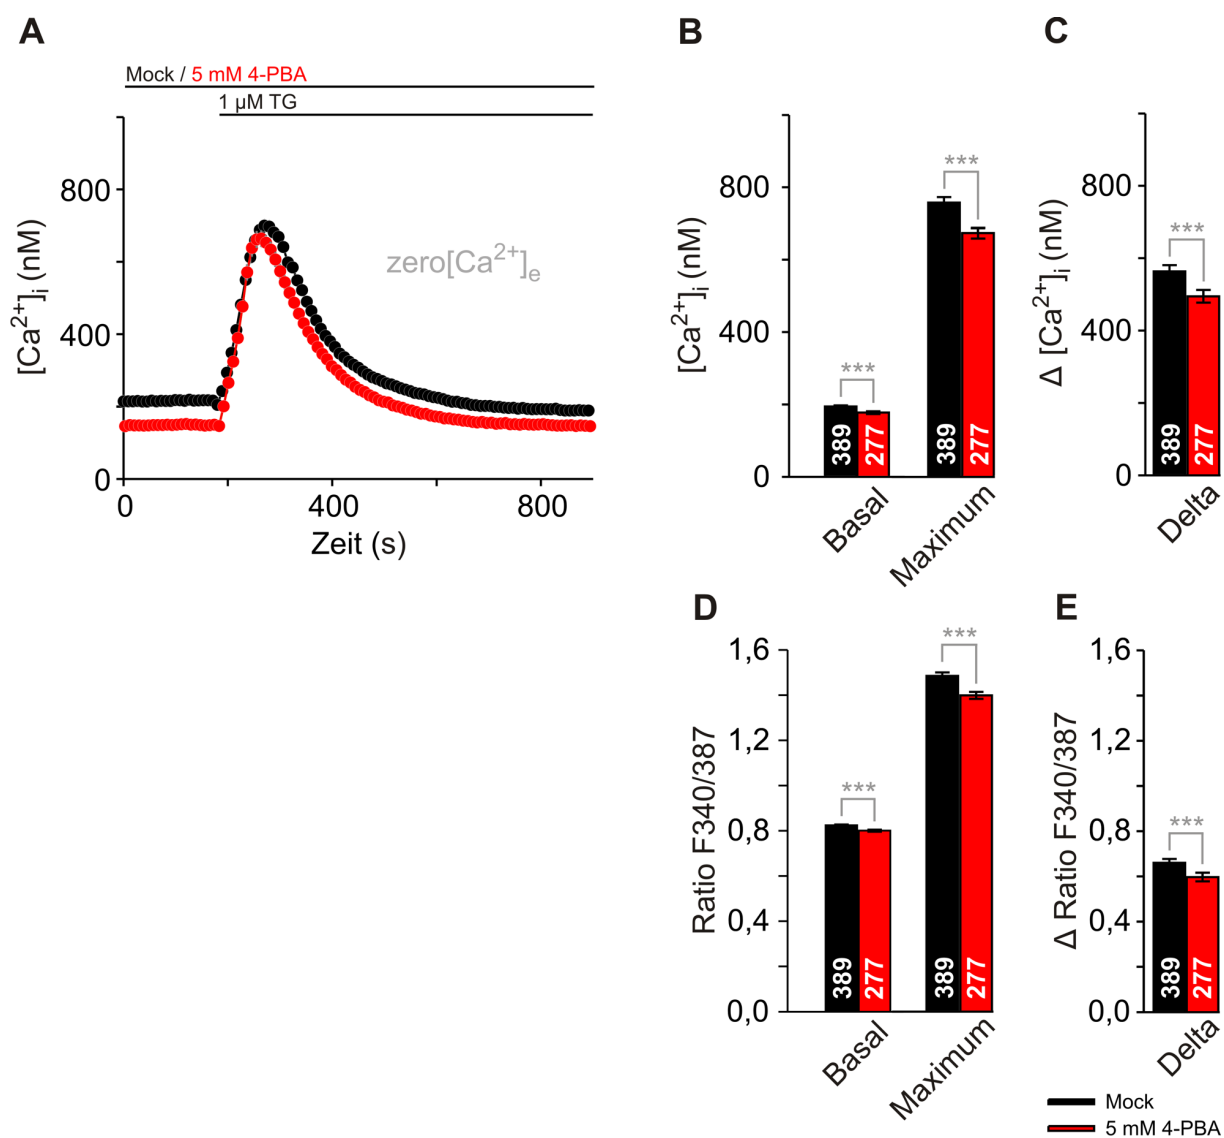 A
Mock / 5 mM 4-PBA
1 µM TG
[Ca2+]i (nM)
800
400
0
zero[Ca2+]e
0 400 800
Zeit (s)
B
[Ca2+]i (nM)
800
400
0
***
***
389
277
389
277
Basal
Maximum
C
Δ [Ca2+]i (nM)
800
400
0
***
389
277
Delta
D
Ratio F340/387
1,6
1,2
0,8
0,4
0,0
***
***
389
277
389
277
Basal
Maximum
E
Δ Ratio F340/387
1,6
1,2
0,8
0,4
0,0
***
389
277
Delta
Mock
5 mM 4-PBA